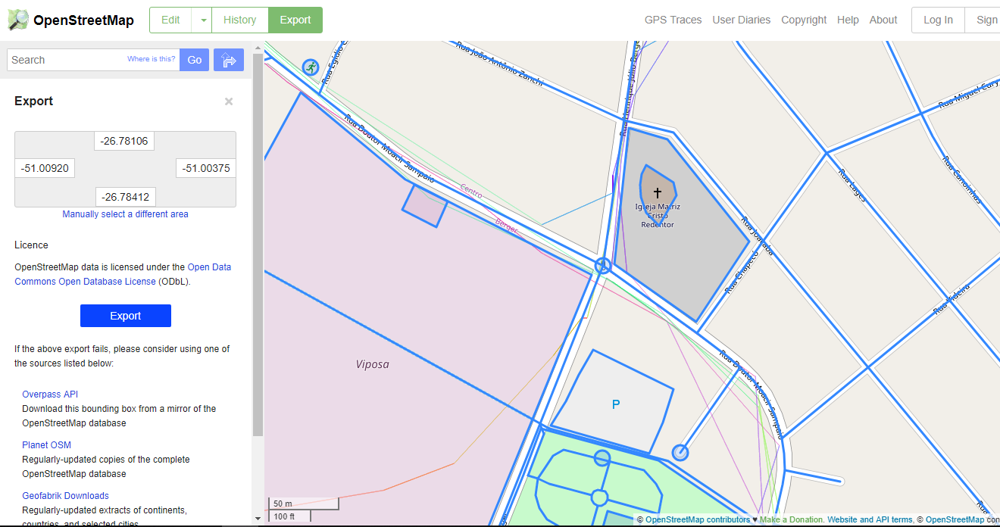 OpenStreetMap
Edit
History
Export
GPS Traces
User Diaries
Copyright
Help
About
Log In
Sign
Search
Where is this?
Go
Export
-26.78106
-51.00920
-51.00375
-26.78412
Manually select a different area
Licence
OpenStreetMap data is licensed under the Open Data
Commons Open Database License (ODbL).
Export
If the above export fails, please consider using one of
the sources listed below:
Overpass API
Download this bounding box from a mirror of the
OpenStreetMap database
Planet OSM
Regularly-updated copies of the complete
OpenStreetMap database
Geofabrik Downloads
Regularly-updated extracts of continents,
countries, and selected cities
Rua João Antônio Zanchi
Rua Doutor Moacir Sampaio
Centro
Berger
Igreja Matriz
Cristo
Redentor
Rua Miguel Cury
Rua Canoinhas
Rua Lages
Rua Joaçaba
Rua Chapecó
Rua Videira
Rua Doutor Moacir Sampaio
Viposa
P
Rua
50 m
100 ft
© OpenStreetMap contributors ♥ Make a Donation. Website and API terms, © OpenStreetMap con